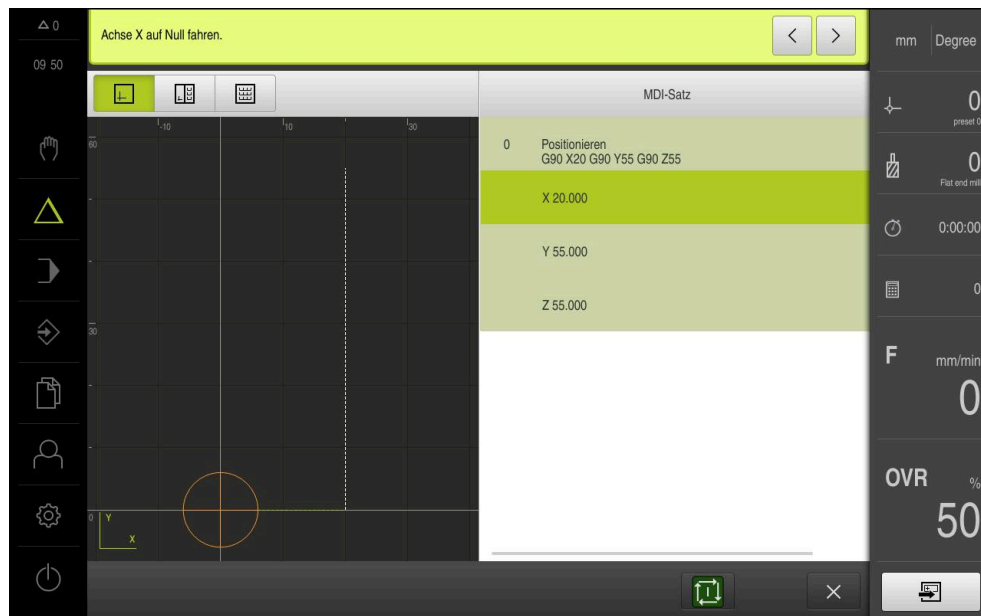 0
09 50
Achse X auf Null fahren.
MDI-Satz
-10
10
30
60
30
0
Y
X
0 Positionieren
G90 X20 G90 Y55 G90 Z55
X 20.000
Y 55.000
Z 55.000
mm Degree
0
preset 0
0
Flat end mill
0:00:00
0
F mm/min
0
OVR %
50